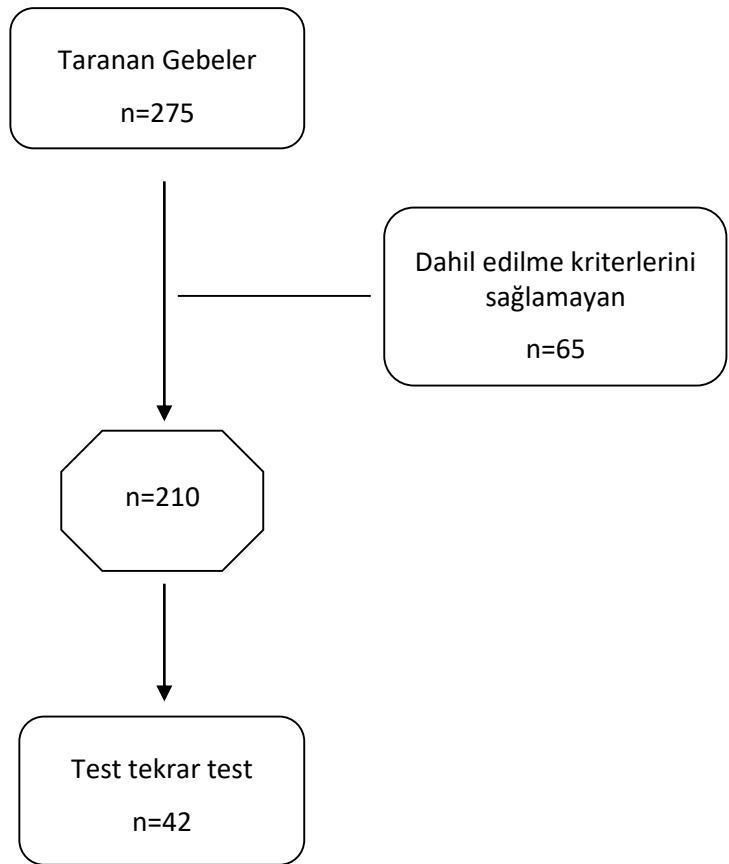 Taranan Gebeler
n=275
Dahil edilme kriterlerini
sağlamayan
n=65
n=210
Test tekrar test
n=42